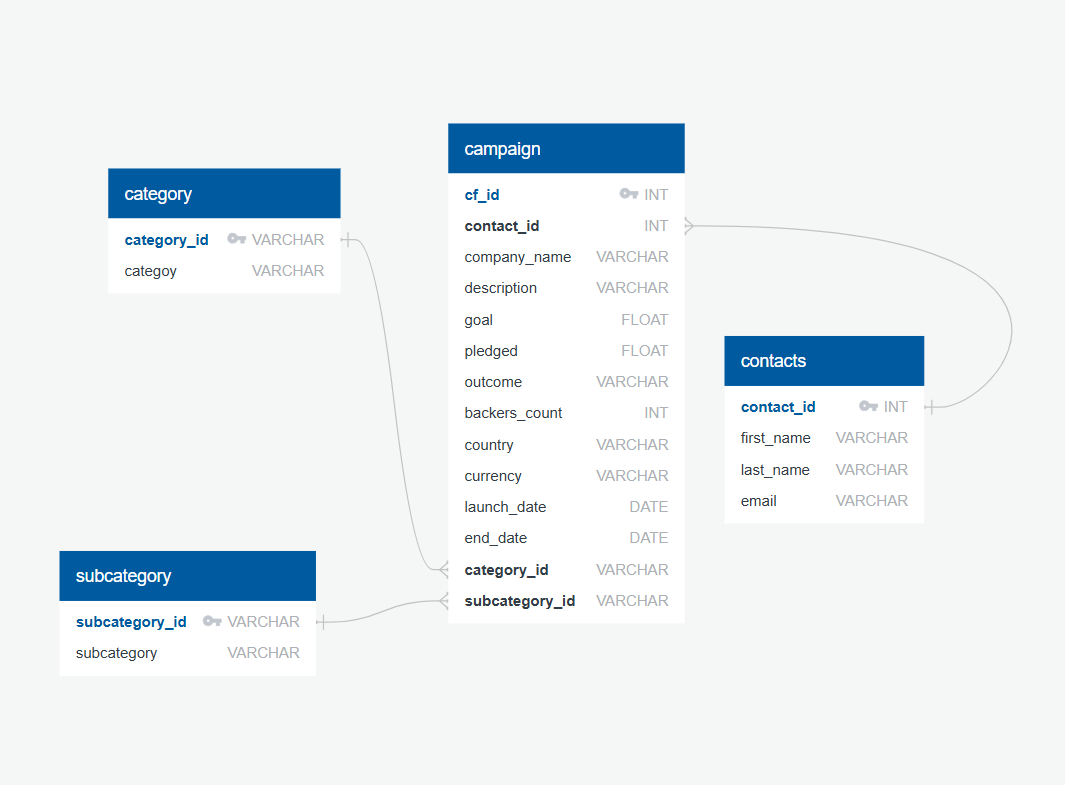 category
category_id VARCHAR
categoy VARCHAR
subcategory
subcategory_id VARCHAR
subcategory VARCHAR
campaign
cf_id INT
contact_id INT
company_name VARCHAR
description VARCHAR
goal FLOAT
pledged FLOAT
outcome VARCHAR
backers_count INT
country VARCHAR
currency VARCHAR
launch_date DATE
end_date DATE
category_id VARCHAR
subcategory_id VARCHAR
contacts
contact_id INT
first_name VARCHAR
last_name VARCHAR
email VARCHAR